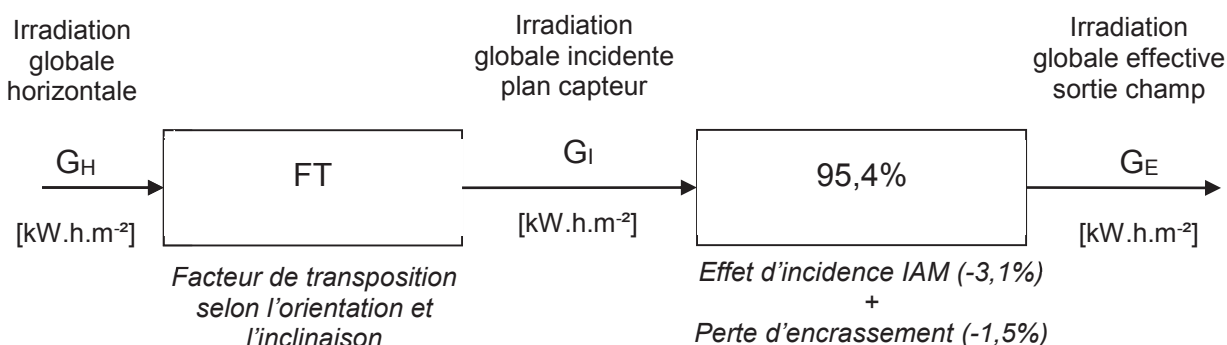 Irradiation
globale
horizontale
Irradiation
globale incidente
plan capteur
Irradiation
globale effective
sortie champ
GH
FT
GI
95,4%
GE
[kW.h.m-²]
[kW.h.m-²]
[kW.h.m-²]
Facteur de transposition
selon l'orientation et
l'inclinaison
Effet d'incidence IAM (-3,1%)
+
Perte d'encrassement (-1,5%)